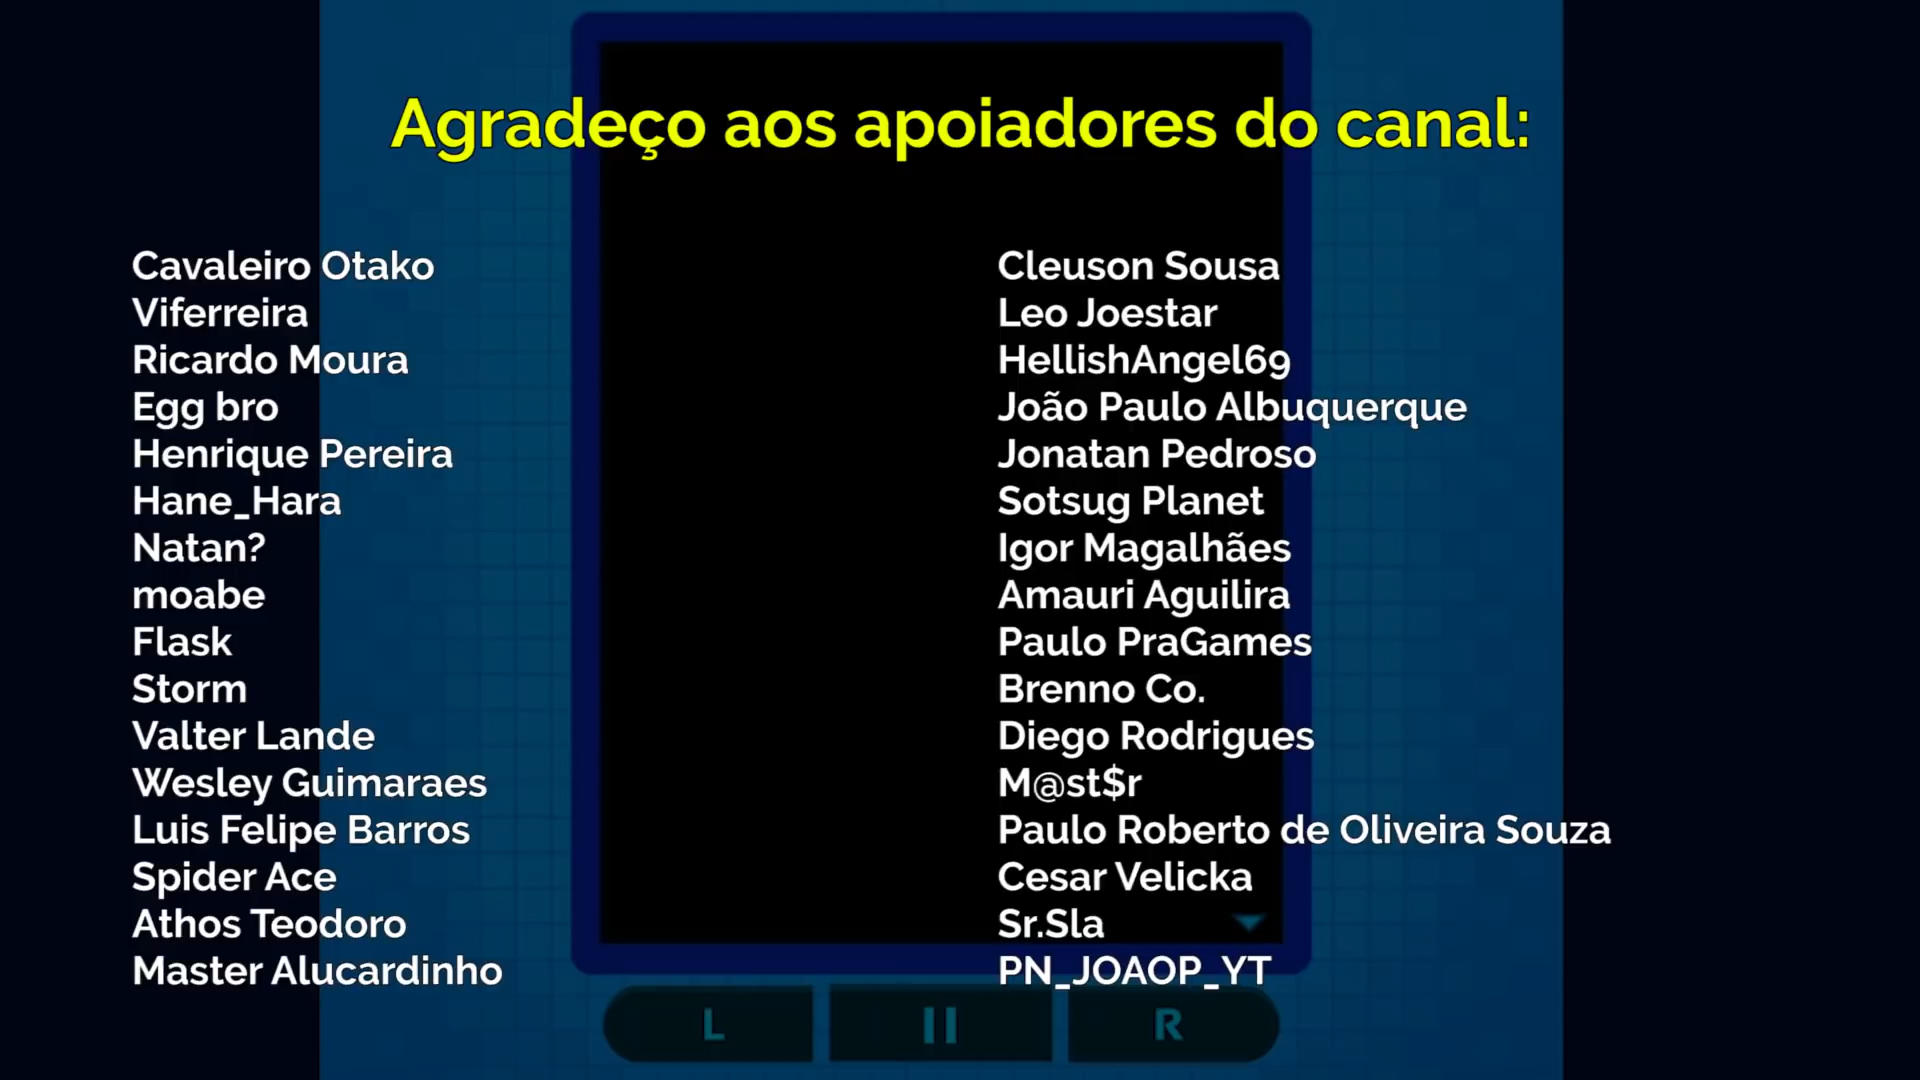 Agradeço aos apoiadores do canal:
Cavaleiro Otako
Viferreira
Ricardo Moura
Egg bro
Henrique Pereira
Hane_Hara
Natan?
moabe
Flask
Storm
Valter Lande
Wesley Guimaraes
Luis Felipe Barros
Spider Ace
Athos Teodoro
Master Alucardinho
Cleuson Sousa
Leo Joestar
HellishAngel69
João Paulo Albuquerque
Jonatan Pedroso
Sotsug Planet
Igor Magalhães
Amauri Aguilira
Paulo PraGames
Brenno Co.
Diego Rodrigues
M@st$r
Paulo Roberto de Oliveira Souza
Cesar Velicka
Sr.Sla
PN_JOAOP_YT
L
R